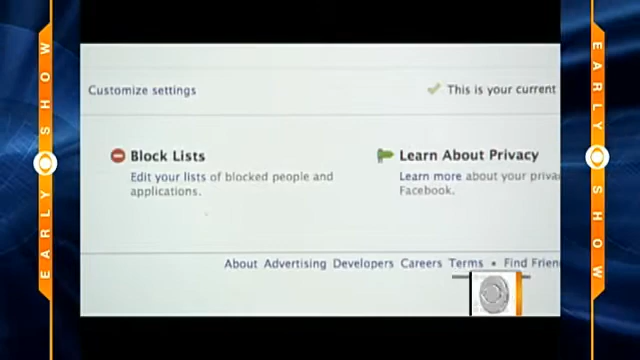 EARLY SHOW
Customize settings
This is your current
Block Lists
Learn About Privacy
Edit your lists of blocked people and
applications.
Learn more about your priva
Facebook.
About Advertising Developers Careers Terms • Find Frien
EARLY SHOW